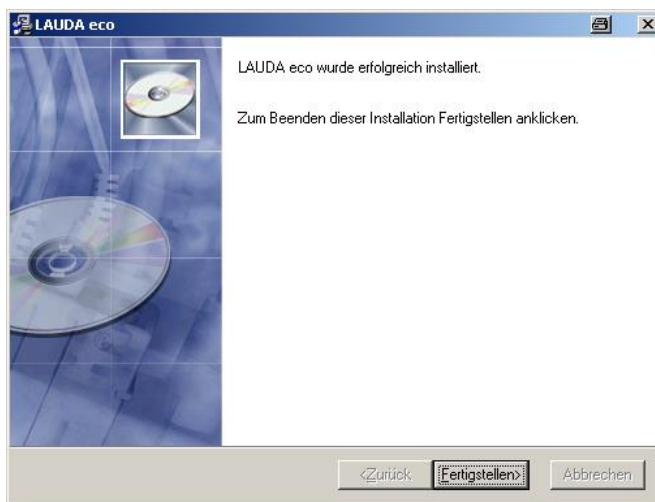 LAUDA eco
LAUDA eco wurde erfolgreich installiert.
Zum Beenden dieser Installation Fertigstellen anklicken.
<Zurück Fertigstellen> Abbrechen